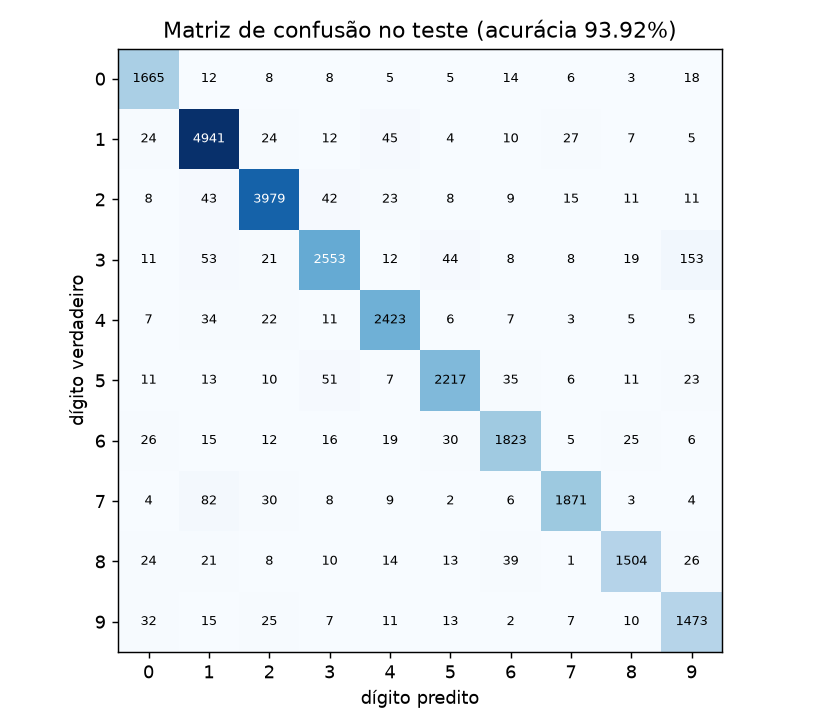 Matriz de confusão no teste (acurácia 93.92%)
0 1665 12 8 8 5 5 14 6 3 18
1 24 4941 24 12 45 4 10 27 7 5
2 8 43 3979 42 23 8 9 15 11 11
3 11 53 21 2553 12 44 8 8 19 153
4 7 34 22 11 2423 6 7 3 5 5
5 11 13 10 51 7 2217 35 6 11 23
6 26 15 12 16 19 30 1823 5 25 6
7 4 82 30 8 9 2 6 1871 3 4
8 24 21 8 10 14 13 39 1 1504 26
9 32 15 25 7 11 13 2 7 10 1473
0 1 2 3 4 5 6 7 8 9
dígito predito
dígito verdadeiro